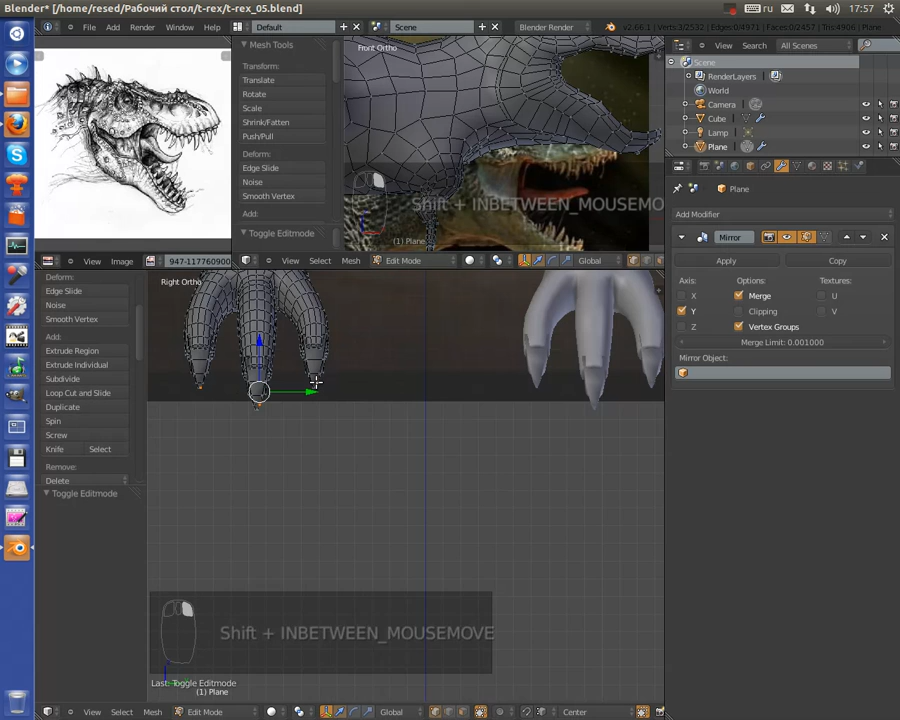 Blender* [/home/resed/Рабочий стол/t-rex/t-rex_05.blend]
ru 17:57
File Add Render Window Help Default Scene Blender Render v2.66.1 | Verts:3/2532 | Edges:0/4971 | Faces:0/2457 | Tris:4906 | Plane
View Search All Scenes
Scene
RenderLayers
World
Camera
Cube
Lamp
Plane
Mesh Tools
Transform:
Translate
Rotate
Scale
Shrink/Fatten
Push/Pull
Deform:
Edge Slide
Noise
Smooth Vertex
Add:
Toggle Editmode
Front Ortho
Shift + INBETWEEN_MOUSEMO
(1) Plane
View Image 947-117760900
View Select Mesh Edit Mode Global
Plane
Add Modifier
Mirror
Apply Copy
Axis: Options: Textures:
X Merge U
Y Clipping V
Z Vertex Groups
Merge Limit: 0.001000
Mirror Object:
Deform:
Edge Slide
Noise
Smooth Vertex
Add:
Extrude Region
Extrude Individual
Subdivide
Loop Cut and Slide
Duplicate
Spin
Screw
Knife Select
Remove:
Delete
Toggle Editmode
Right Ortho
Shift + INBETWEEN_MOUSEMOVE
Last: Toggle Editmode
(1) Plane
View Select Mesh Edit Mode Global Center